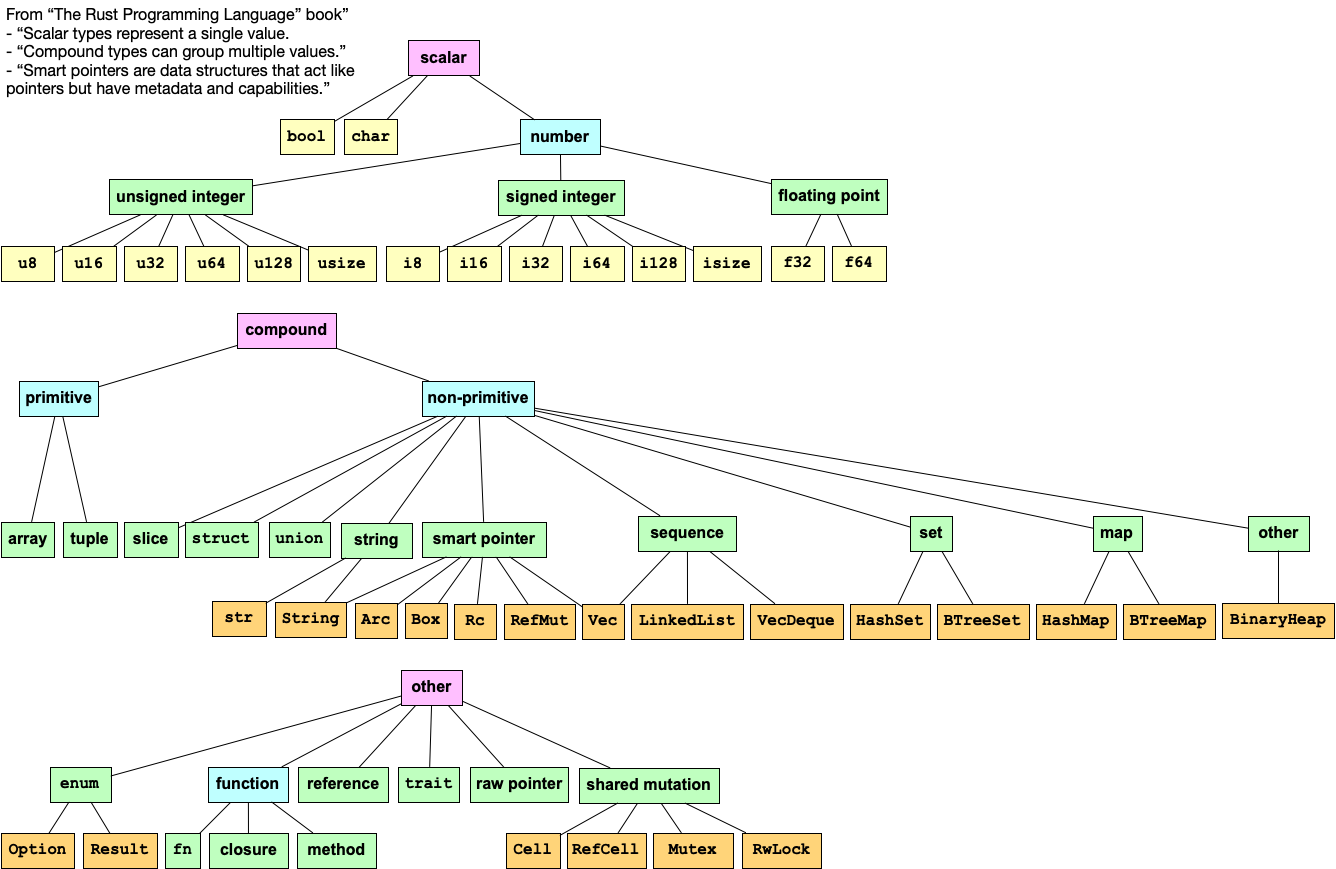 From “The Rust Programming Language” book”
- “Scalar types represent a single value.
- “Compound types can group multiple values.”
- “Smart pointers are data structures that act like
pointers but have metadata and capabilities.”
scalar
bool char number
unsigned integer signed integer floating point
u8 u16 u32 u64 u128 usize i8 i16 i32 i64 i128 isize f32 f64
compound
primitive non-primitive
array tuple slice struct union string smart pointer sequence set map other
str String Arc Box Rc RefMut Vec LinkedList VecDeque HashSet BTreeSet HashMap BTreeMap BinaryHeap
other
enum function reference trait raw pointer shared mutation
Option Result fn closure method Cell RefCell Mutex RwLock